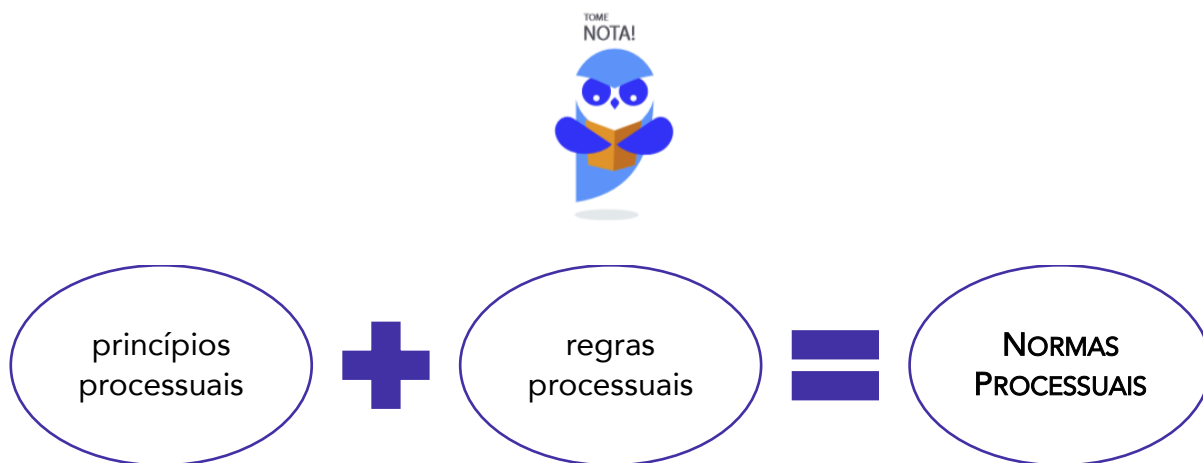 TOME
NOTA!
princípios
processuais
regras
processuais
NORMAS
PROCESSUAIS